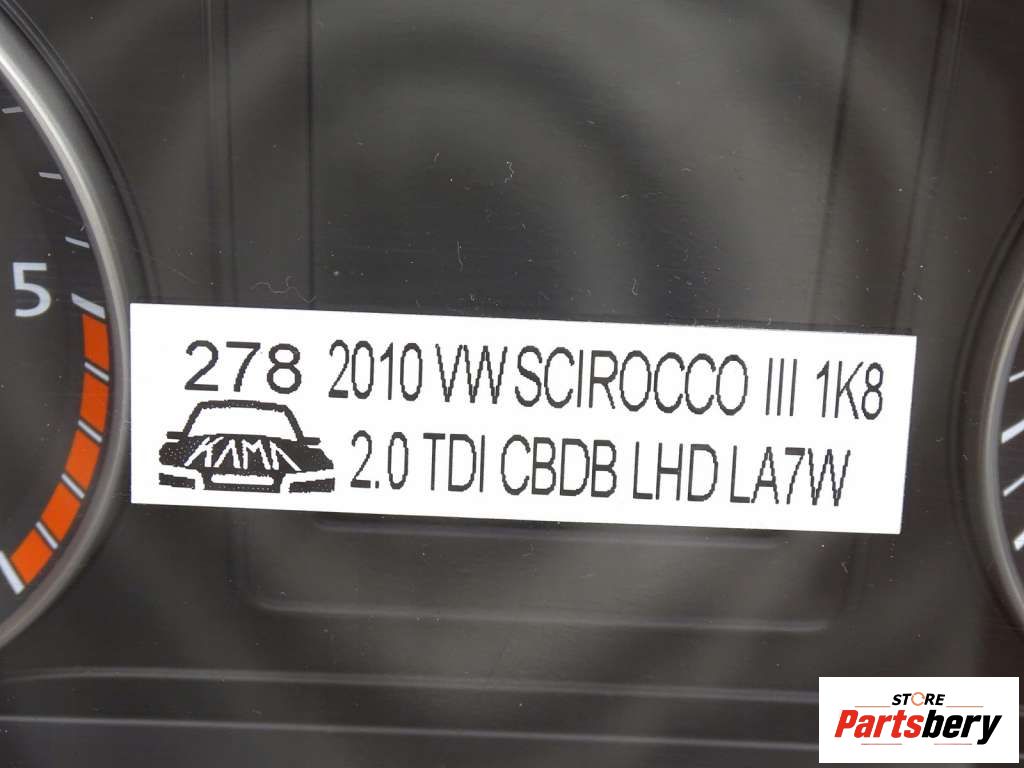 5
278 2010 VW SCIROCCO III 1K8
KAMA 2.0 TDI CBDB LHD LA7W
STORE
Partsbery